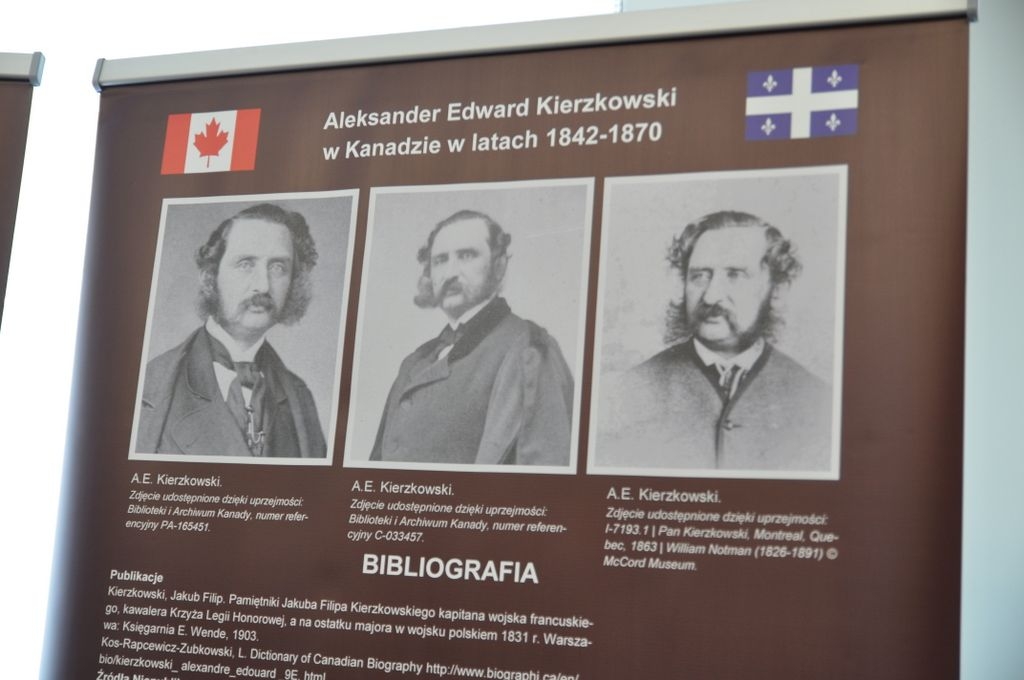 Aleksander Edward Kierzkowski
w Kanadzie w latach 1842-1870
A.E. Kierzkowski.
Zdjęcie udostępnione dzięki uprzejmości:
Biblioteki i Archiwum Kanady, numer refer-
encyjny PA-165451.
A.E. Kierzkowski.
Zdjęcie udostępnione dzięki uprzejmości:
Biblioteki i Archiwum Kanady, numer referen-
cyjny C-033457.
A.E. Kierzkowski.
Zdjęcie udostępnione dzięki uprzejmości:
I-7193.1 | Pan Kierzkowski, Montreal, Que-
bec, 1863 | William Notman (1826-1891) ©
McCord Museum.
BIBLIOGRAFIA
Publikacje
Kierzkowski, Jakub Filip. Pamiętniki Jakuba Filipa Kierzkowskiego kapitana wojska francuskie-
go, kawalera Krzyża Legii Honorowej, a na ostatku majora w wojsku polskiem 1831 r. Warsza-
wa: Księgarnia E. Wende, 1903.
Kos-Rapcewicz-Zubkowski, L. Dictionary of Canadian Biography http://www.biographi.ca/en/
bio/kierzkowski_alexandre_edouard_9E.html
Źródła